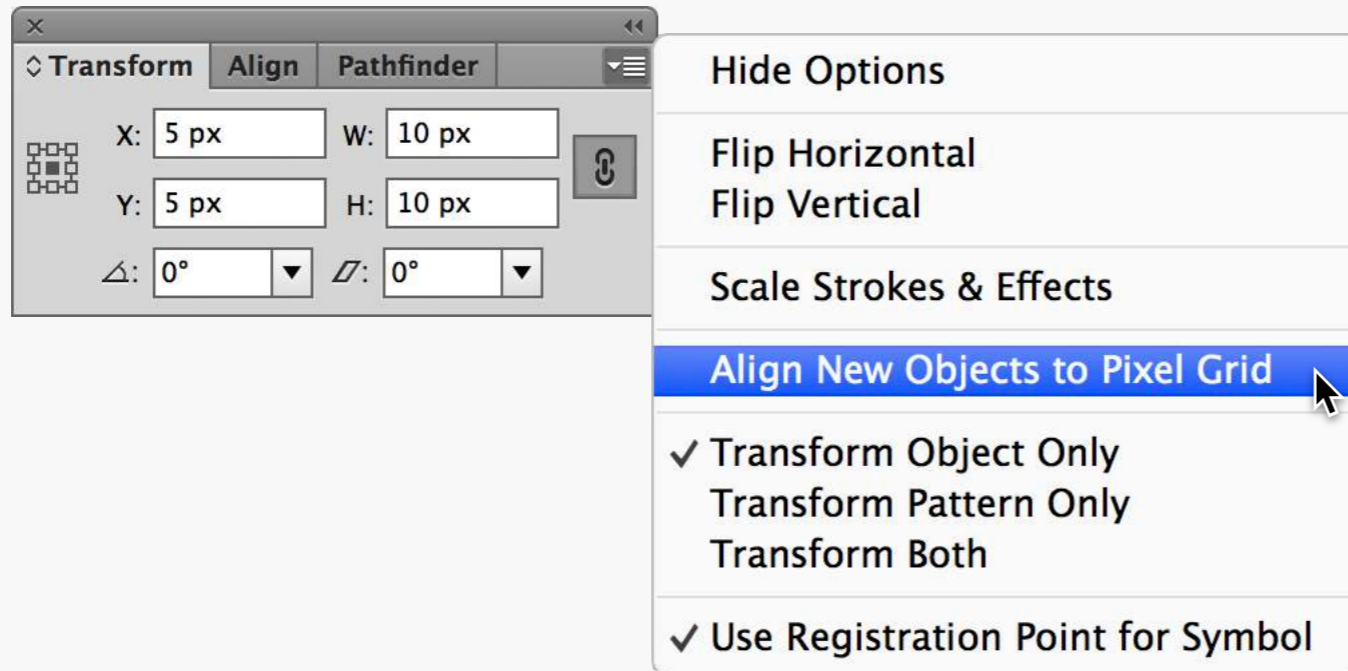 Transform Align Pathfinder
X: 5 px W: 10 px
Y: 5 px H: 10 px
0° 0°
Hide Options
Flip Horizontal
Flip Vertical
Scale Strokes & Effects
Align New Objects to Pixel Grid
Transform Object Only
Transform Pattern Only
Transform Both
Use Registration Point for Symbol